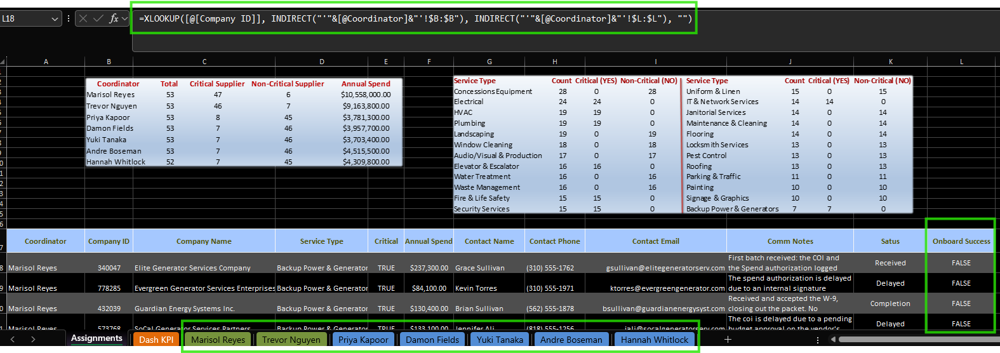 L18
fx
=XLOOKUP([@[Company ID]], INDIRECT("'"&[@Coordinator]&"'!$B:$B"), INDIRECT("'"&[@Coordinator]&"'!$L:$L"), "")
A B C D E F G H I J K L
Coordinator Total Critical Supplier Non-Critical Supplier Annual Spend
Marisol Reyes 53 47 6 $10,558,000.00
Trevor Nguyen 53 46 7 $9,163,800.00
Priya Kapoor 53 8 45 $3,781,300.00
Damon Fields 53 7 46 $3,957,700.00
Yuki Tanaka 53 7 46 $3,703,400.00
Andre Boseman 53 7 46 $4,515,500.00
Hannah Whitlock 52 7 45 $4,309,800.00
Service Type Count Critical (YES) Non-Critical (NO) Service Type Count Critical (YES) Non-Critical (NO)
Concessions Equipment 28 0 28 Uniform & Linen 15 0 15
Electrical 24 24 0 IT & Network Services 14 14 0
HVAC 19 19 0 Janitorial Services 14 0 14
Plumbing 19 19 0 Maintenance & Cleaning 14 0 14
Landscaping 19 0 19 Flooring 14 0 14
Window Cleaning 18 0 18 Locksmith Services 13 0 13
Audio/Visual & Production 17 0 17 Pest Control 13 0 13
Elevator & Escalator 16 16 0 Roofing 13 0 13
Water Treatment 16 0 16 Parking & Traffic 11 0 11
Waste Management 16 0 16 Painting 10 0 10
Fire & Life Safety 15 15 0 Signage & Graphics 10 0 10
Security Services 15 15 0 Backup Power & Generators 7 7 0
Coordinator Company ID Company Name Service Type Critical Annual Spend Contact Name Contact Phone Contact Email Comm Notes Satus Onboard Success
Marisol Reyes 340047 Elite Generator Services Company Backup Power & Generator TRUE $237,300.00 Grace Sullivan (310) 555-1762 gsullivan@elitegeneratorserv.com First batch received: the COI and
the Spend authorization logged Received FALSE
Marisol Reyes 778285 Evergreen Generator Services Enterprises Backup Power & Generator TRUE $84,100.00 Kevin Torres (310) 555-1971 ktorres@evergreengenerator.com The spend authorization is delayed
due to an internal signature Delayed FALSE
Marisol Reyes 432039 Guardian Energy Systems Inc. Backup Power & Generator TRUE $130,400.00 Brian Sullivan (562) 555-1878 bsullivan@guardianenergysyst.com Received and accepted the W-9,
closing out the packet. No Completion FALSE
Marisol Reyes 573768 SoCal Generator Services Partners Backup Power & Generator TRUE $133,100.00 Jennifer Ali (818) 555-1256 jali@socalgeneratorserv.com The coi is delayed due to a pending
budget approval on the vendor's Delayed FALSE
Assignments Dash KPI Marisol Reyes Trevor Nguyen Priya Kapoor Damon Fields Yuki Tanaka Andre Boseman Hannah Whitlock